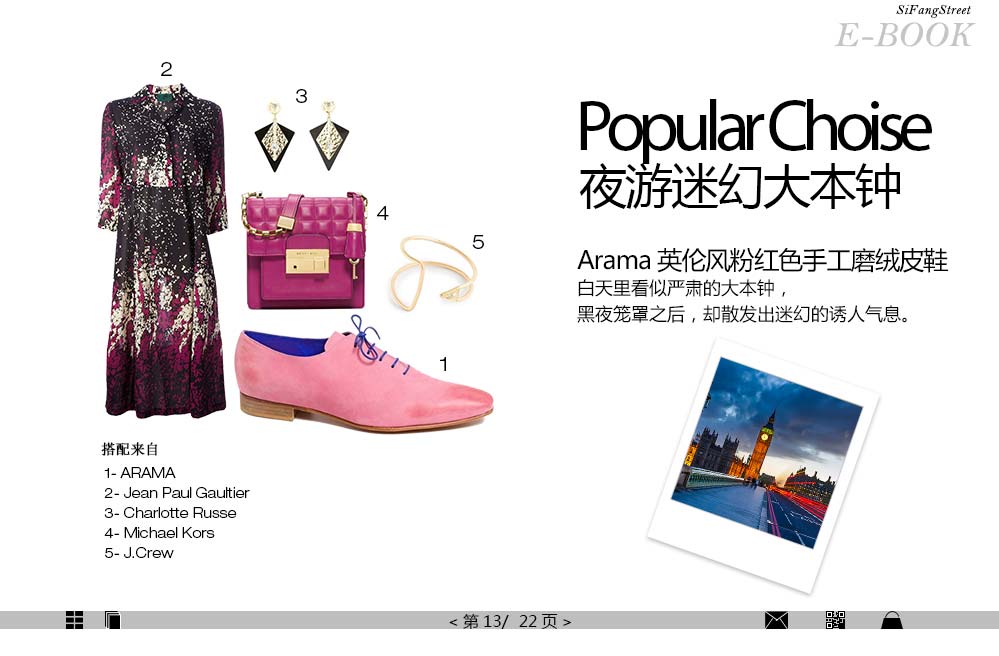 SiFangStreet
E-BOOK
2
3
4
5
1
Popular Choise
夜游迷幻大本钟
Arama 英伦风粉红色手工磨绒皮鞋
白天里看似严肃的大本钟，
黑夜笼罩之后，却散发出迷幻的诱人气息。
搭配来自
1- ARAMA
2- Jean Paul Gaultier
3- Charlotte Russe
4- Michael Kors
5- J.Crew
< 第 13/ 22 页 >